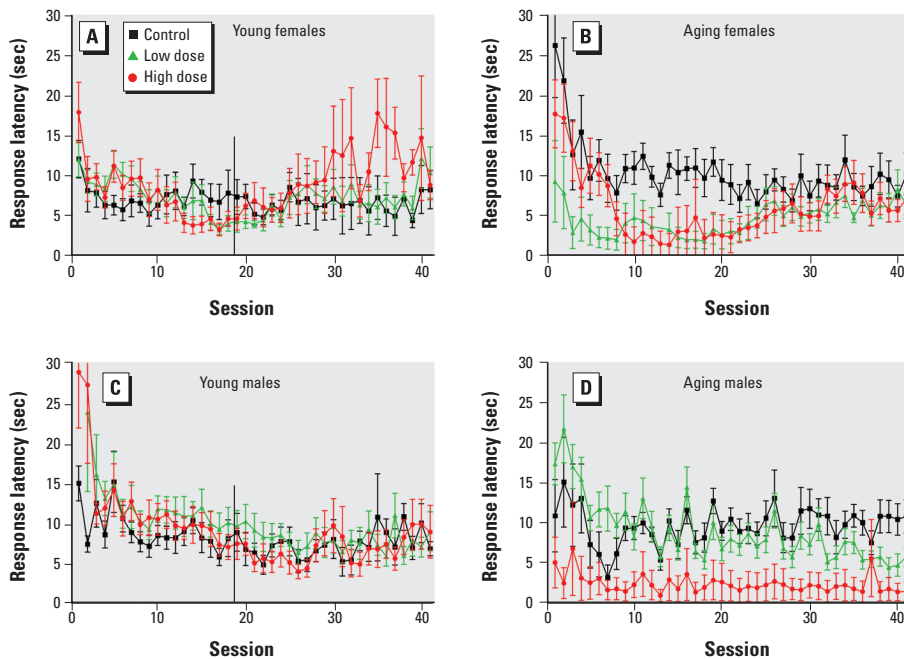 A
Young females
Control
Low dose
High dose
Response latency (sec)
30
25
20
15
10
5
0
0 10 20 30 40
Session
B
Aging females
Response latency (sec)
30
25
20
15
10
5
0
0 10 20 30 40
Session
C
Young males
Response latency (sec)
30
25
20
15
10
5
0
0 10 20 30 40
Session
D
Aging males
Response latency (sec)
30
25
20
15
10
5
0
0 10 20 30 40
Session